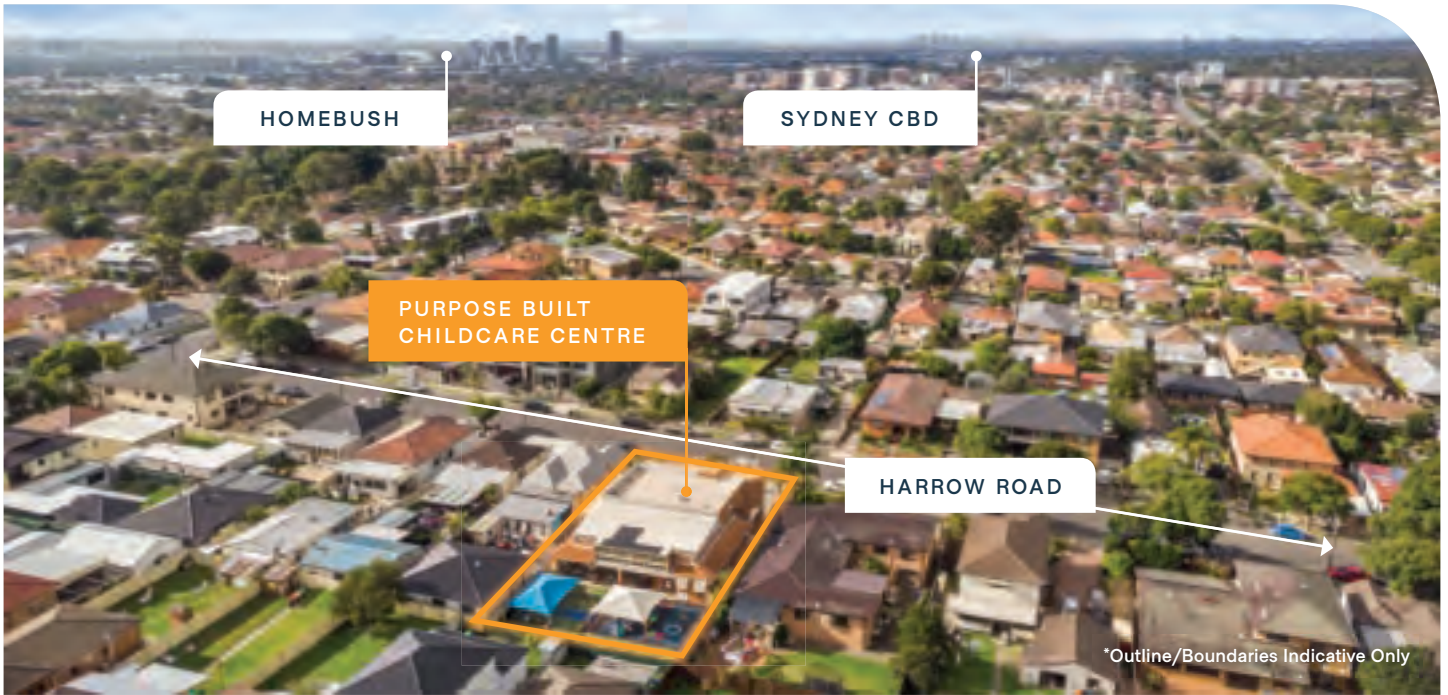 HOMEBUSH
SYDNEY CBD
PURPOSE BUILT
CHILDCARE CENTRE
HARROW ROAD
*Outline/Boundaries Indicative Only